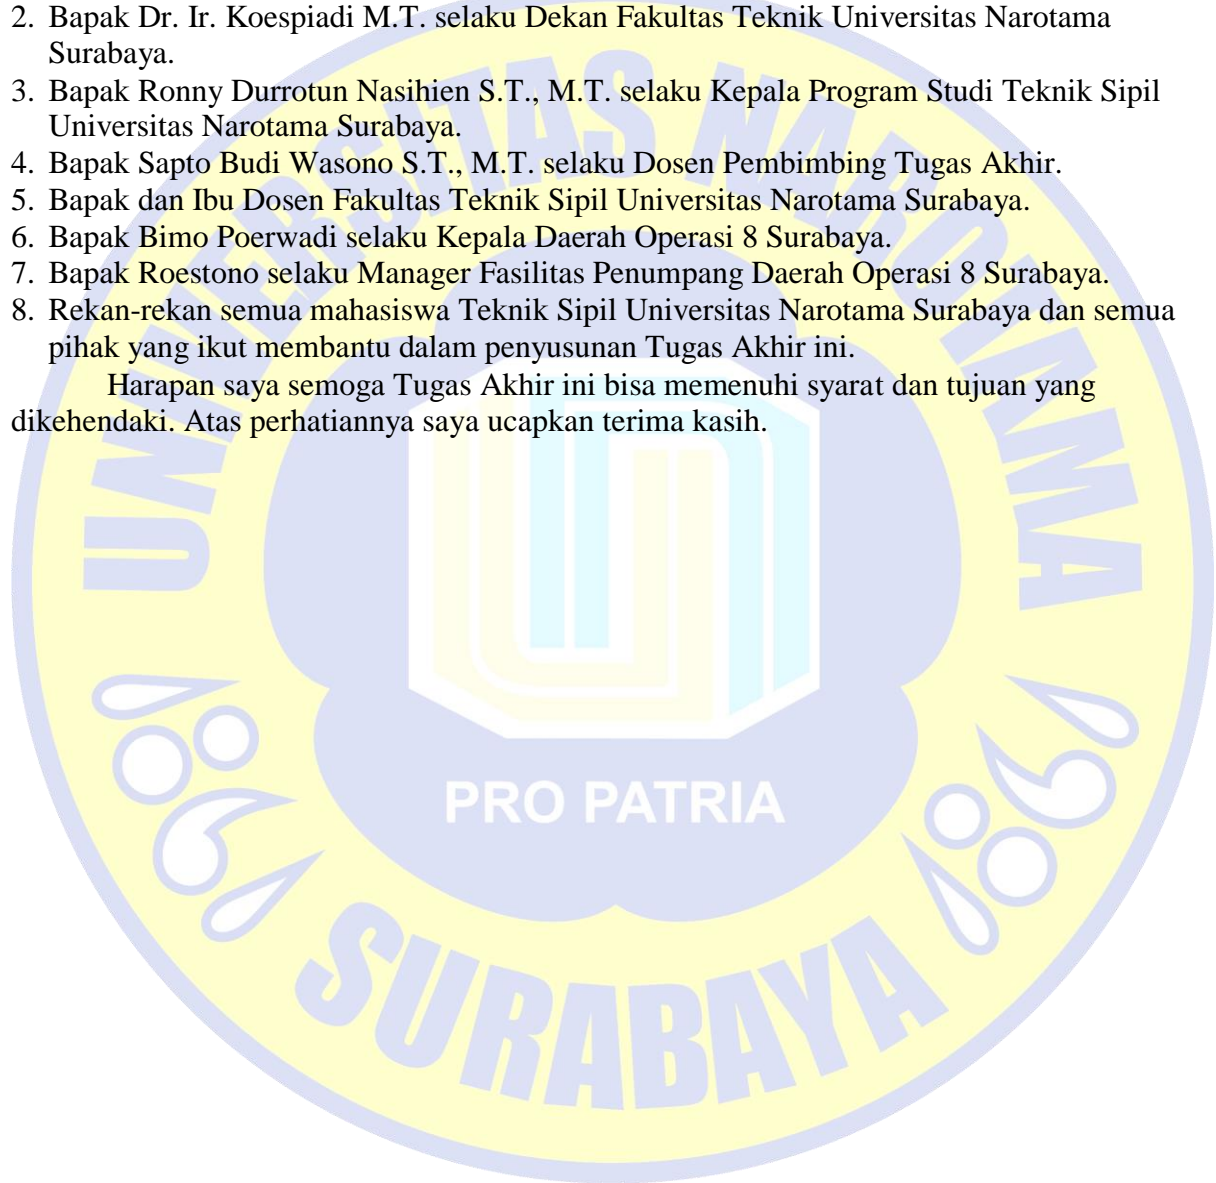 2. Bapak Dr. Ir. Koespiadi M.T. selaku Dekan Fakultas Teknik Universitas Narotama
Surabaya.
3. Bapak Ronny Durrotun Nasihien S.T., M.T. selaku Kepala Program Studi Teknik Sipil
Universitas Narotama Surabaya.
4. Bapak Sapto Budi Wasono S.T., M.T. selaku Dosen Pembimbing Tugas Akhir.
5. Bapak dan Ibu Dosen Fakultas Teknik Sipil Universitas Narotama Surabaya.
6. Bapak Bimo Poerwadi selaku Kepala Daerah Operasi 8 Surabaya.
7. Bapak Roestono selaku Manager Fasilitas Penumpang Daerah Operasi 8 Surabaya.
8. Rekan-rekan semua mahasiswa Teknik Sipil Universitas Narotama Surabaya dan semua
pihak yang ikut membantu dalam penyusunan Tugas Akhir ini.
Harapan saya semoga Tugas Akhir ini bisa memenuhi syarat dan tujuan yang
dikehendaki. Atas perhatiannya saya ucapkan terima kasih.
UNIVERSITAS NAROTAMA
PRO PATRIA
SURABAYA